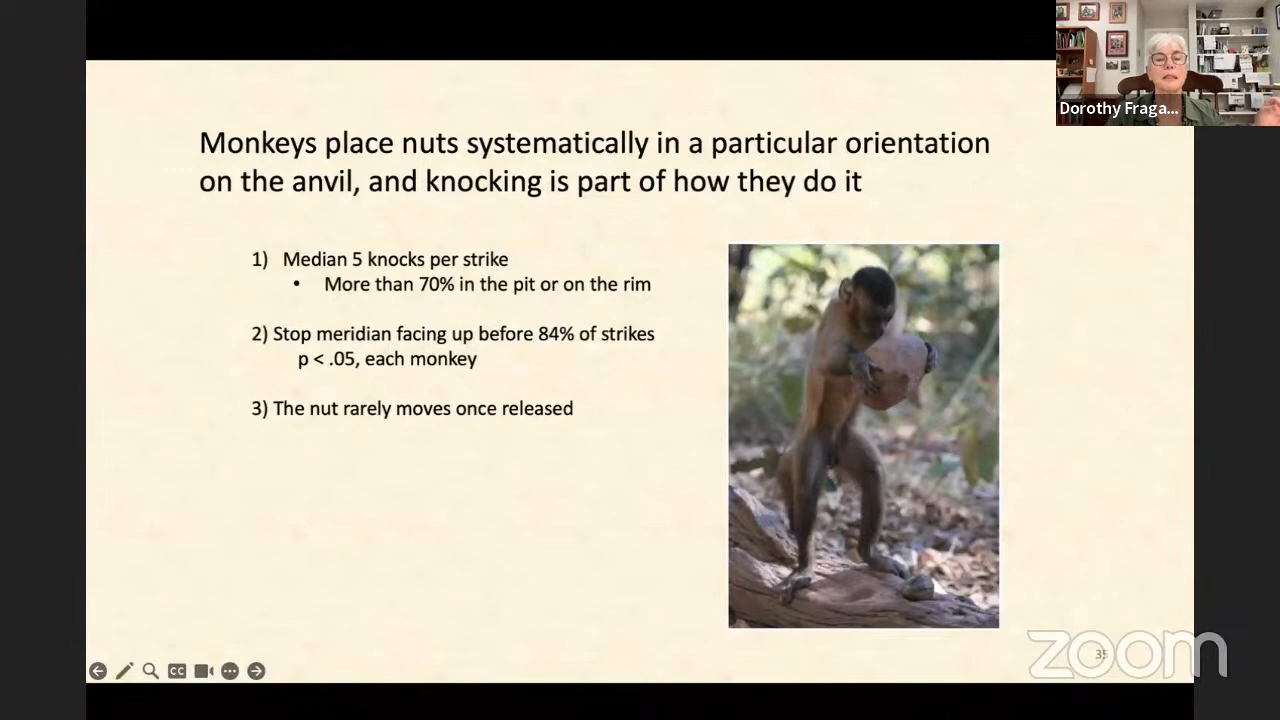 Dorothy Fraga...
Monkeys place nuts systematically in a particular orientation
on the anvil, and knocking is part of how they do it
1) Median 5 knocks per strike
• More than 70% in the pit or on the rim
2) Stop meridian facing up before 84% of strikes
p < .05, each monkey
3) The nut rarely moves once released
CC
35
zoom